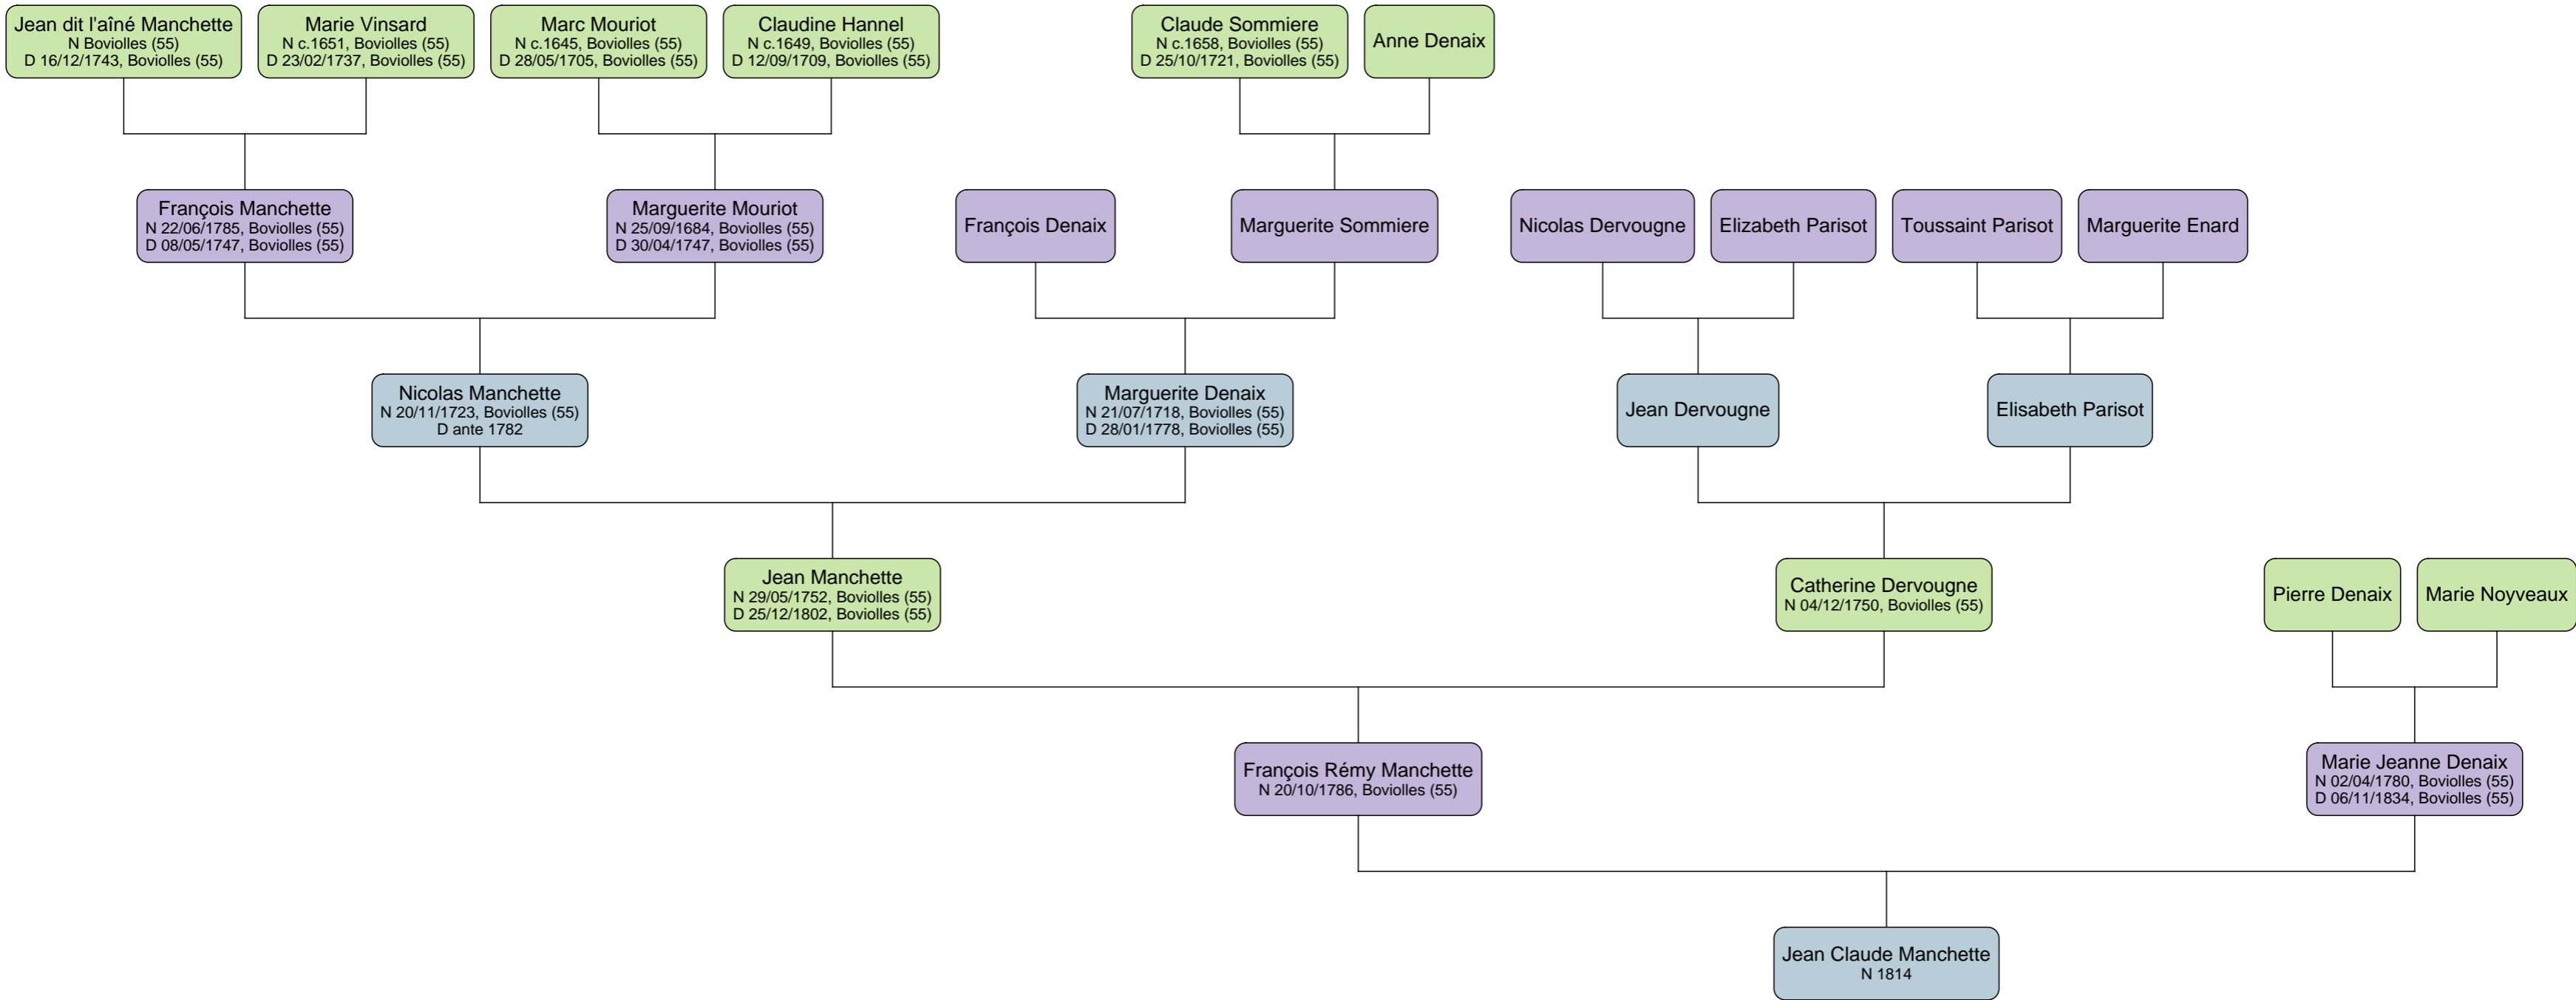 Jean dit l'aîné Manchette
N Boviolles (55)
D 16/12/1743, Boviolles (55)
Marie Vinsard
N c.1651, Boviolles (55)
D 23/02/1737, Boviolles (55)
Marc Mouriot
N c.1645, Boviolles (55)
D 28/05/1705, Boviolles (55)
Claudine Hannel
N c.1649, Boviolles (55)
D 12/09/1709, Boviolles (55)
Claude Sommiere
N c.1658, Boviolles (55)
D 25/10/1721, Boviolles (55)
Anne Denaix
François Manchette
N 22/06/1785, Boviolles (55)
D 08/05/1747, Boviolles (55)
Marguerite Mouriot
N 25/09/1684, Boviolles (55)
D 30/04/1747, Boviolles (55)
François Denaix
Marguerite Sommiere
Nicolas Dervougne
Elizabeth Parisot
Toussaint Parisot
Marguerite Enard
Nicolas Manchette
N 20/11/1723, Boviolles (55)
D ante 1782
Marguerite Denaix
N 21/07/1718, Boviolles (55)
D 28/01/1778, Boviolles (55)
Jean Dervougne
Elisabeth Parisot
Jean Manchette
N 29/05/1752, Boviolles (55)
D 25/12/1802, Boviolles (55)
Catherine Dervougne
N 04/12/1750, Boviolles (55)
Pierre Denaix
Marie Noyveaux
François Rémy Manchette
N 20/10/1786, Boviolles (55)
Marie Jeanne Denaix
N 02/04/1780, Boviolles (55)
D 06/11/1834, Boviolles (55)
Jean Claude Manchette
N 1814